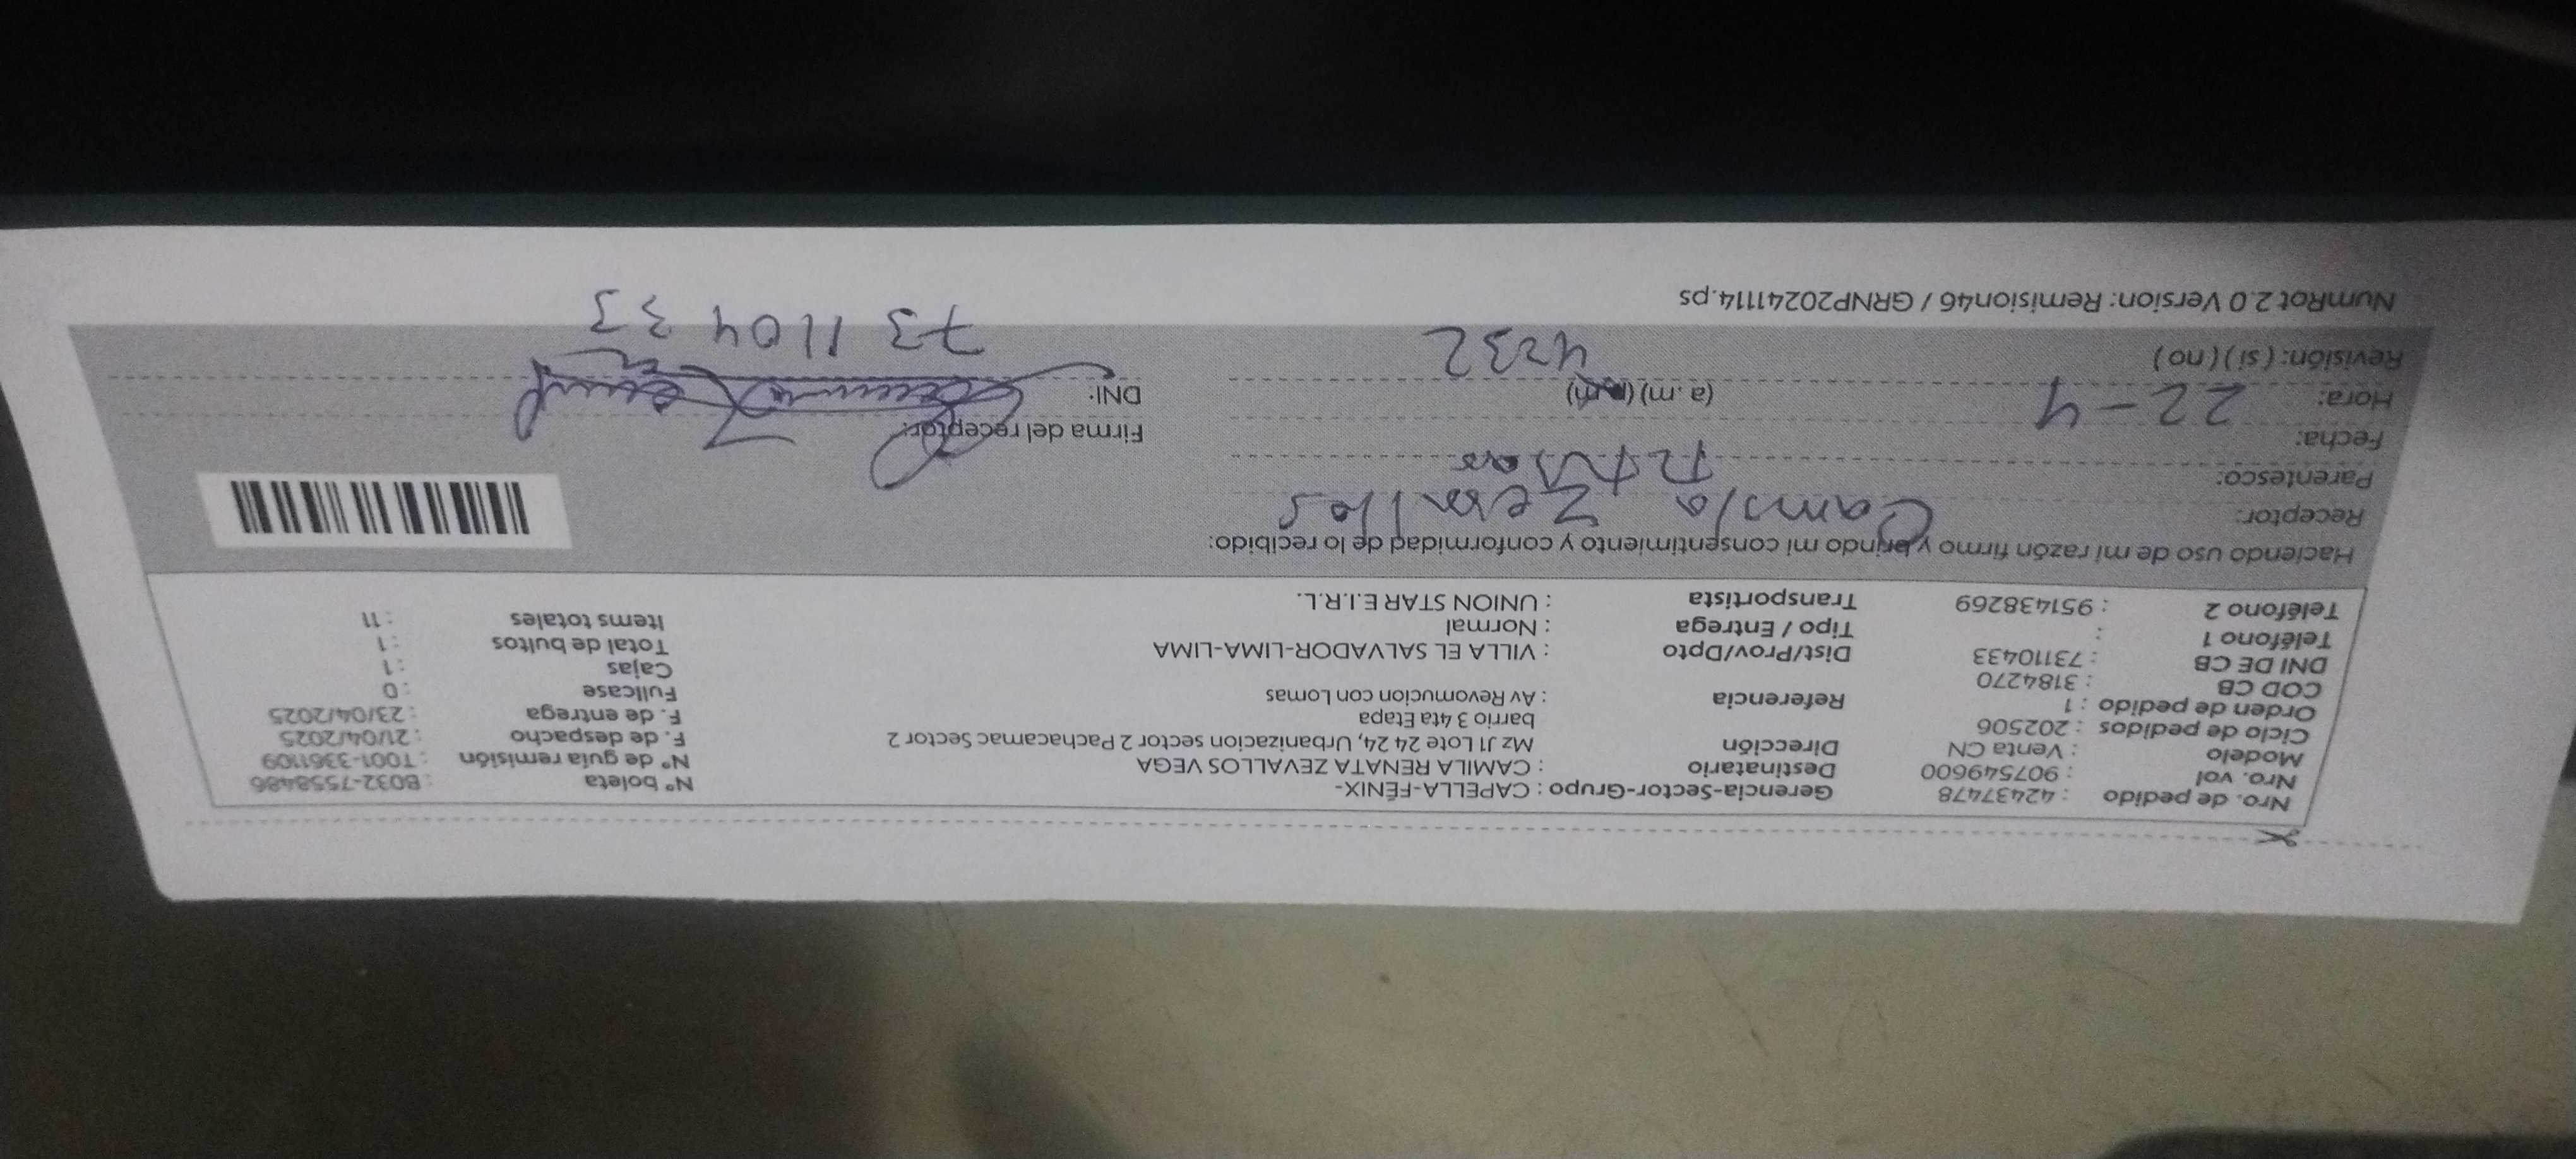 Nro. de pedido : 42437478 Gerencia-Sector-Grupo : CAPELLA-FÉNIX- N° boleta : B032-7558486
Nro. vol : 907549600 Destinatario : CAMILA RENATA ZEVALLOS VEGA N° de guía remisión : T001-3361109
Modelo : Venta CN Dirección : Mz J1 Lote 24 24, Urbanizacion sector 2 Pachacamac Sector 2 F. de despacho : 21/04/2025
Ciclo de pedidos : 202506 barrio 3 4ta Etapa F. de entrega : 23/04/2025
Orden de pedido : 1 Referencia : Av Revomucion con Lomas Fullcase : 0
COD CB : 3184270 Cajas : 1
DNI DE CB : 73110433 Dist/Prov/Dpto : VILLA EL SALVADOR-LIMA-LIMA Total de bultos : 1
Teléfono 1 : Tipo / Entrega : Normal Items totales : 11
Teléfono 2 : 951438269 Transportista : UNION STAR E.I.R.L.
Haciendo uso de mi razón firmo y brindo mi consentimiento y conformidad de lo recibido:
Receptor: Camila
Parentesco:
Fecha: 22-4 Firma del receptor:
Hora: (a.m) (p.m) DNI: 73110433
Revisión: (si) (no)
NumRot 2.0 Version: Remision46 / GRNP20241114.ps